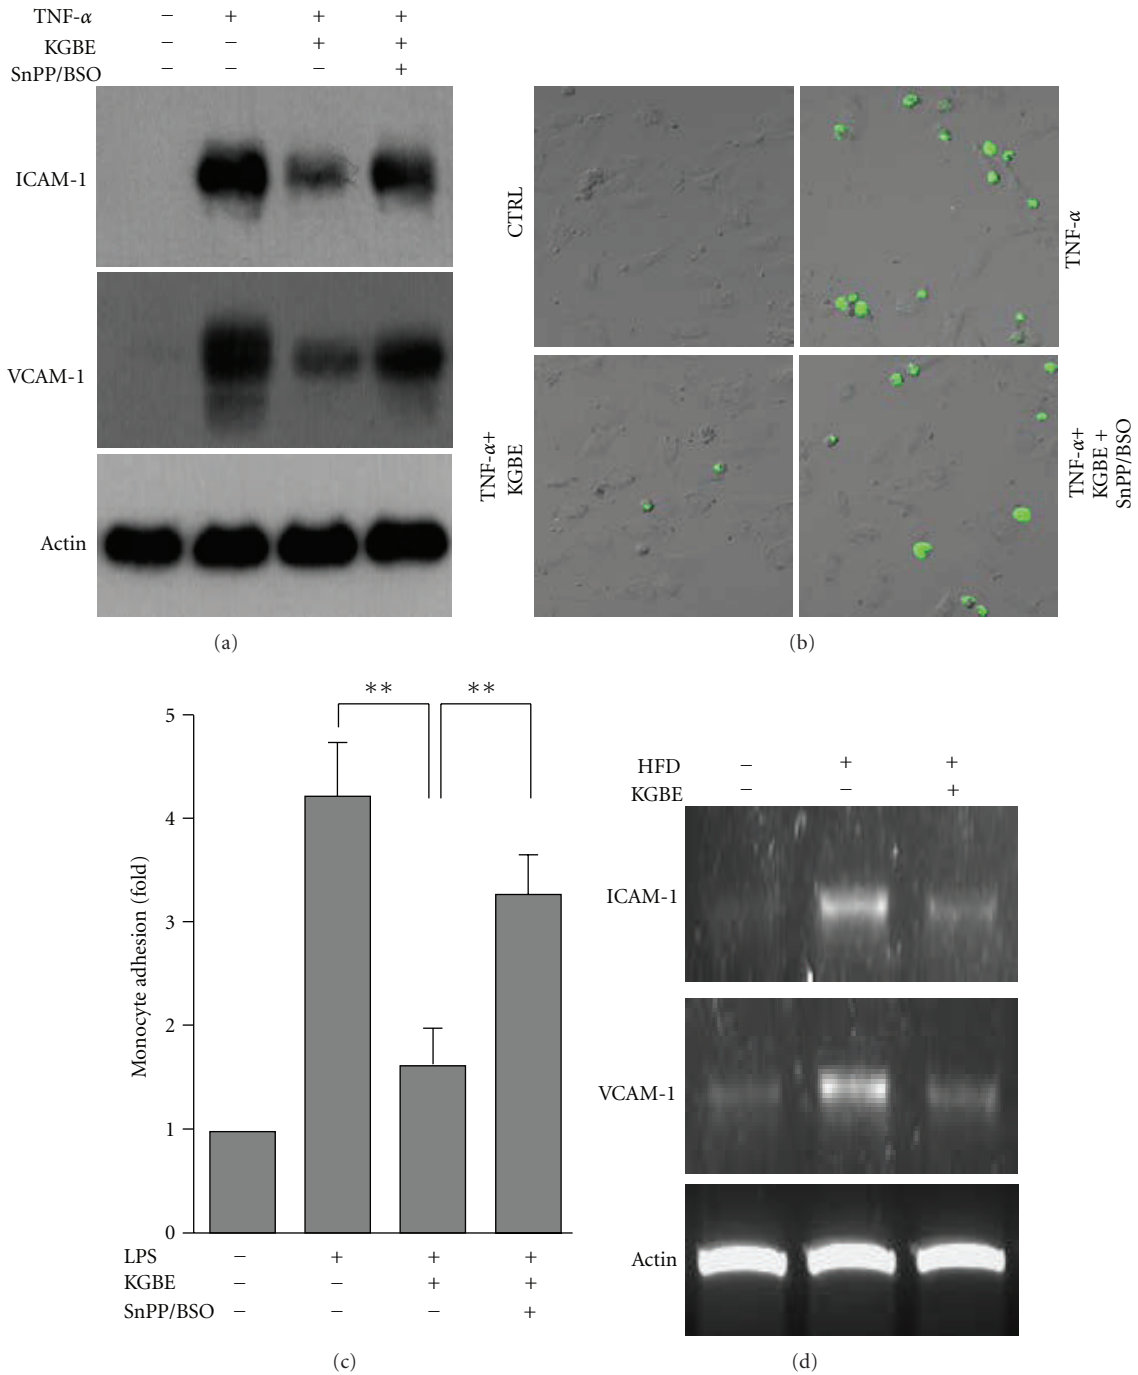 TNF-α − + + +
KGBE − − + +
SnPP/BSO − − − +
ICAM-1
VCAM-1
Actin
(a)
CTRL
TNF-α
TNF-α+
KGBE
TNF-α+
KGBE +
SnPP/BSO
(b)
** **
5
4
3
2
1
0
Monocyte adhesion (fold)
LPS − + + +
KGBE − − + +
SnPP/BSO − − − +
(c)
HFD − + +
KGBE − − +
ICAM-1
VCAM-1
Actin
(d)